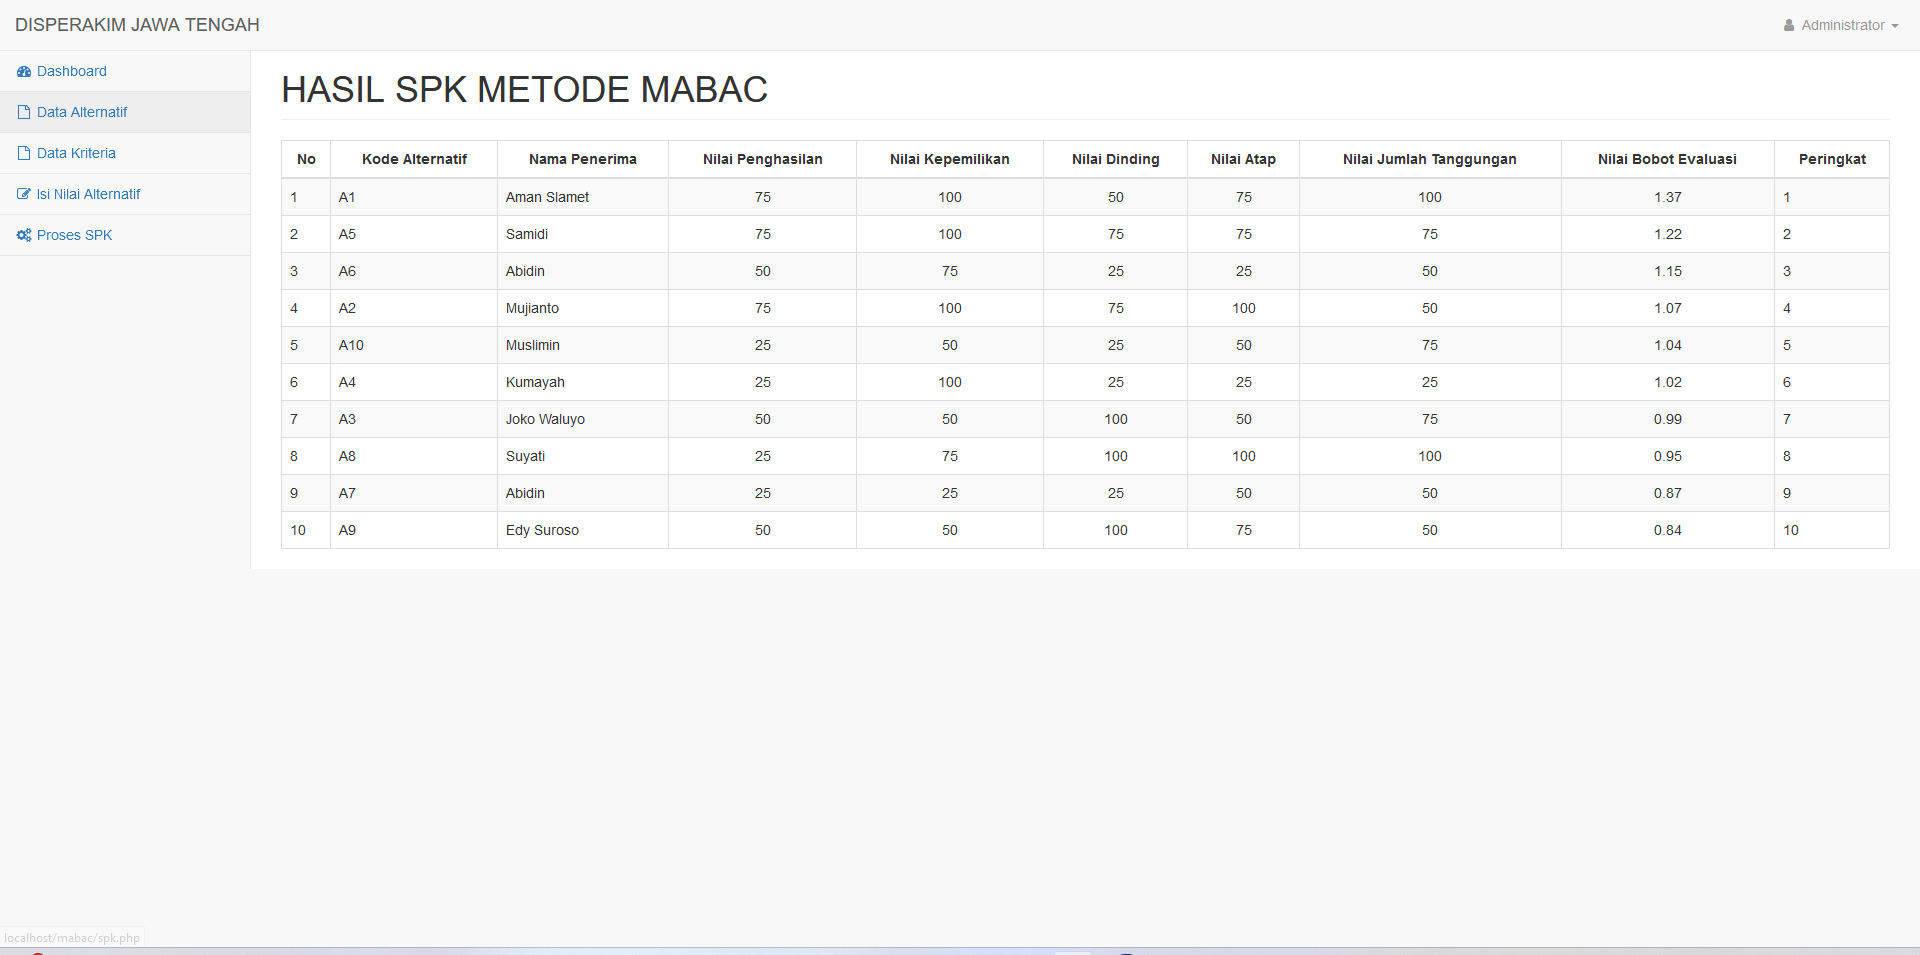 DISPERAKIM JAWA TENGAH
Administrator
Dashboard
Data Alternatif
Data Kriteria
Isi Nilai Alternatif
Proses SPK
HASIL SPK METODE MABAC
No Kode Alternatif Nama Penerima Nilai Penghasilan Nilai Kepemilikan Nilai Dinding Nilai Atap Nilai Jumlah Tanggungan Nilai Bobot Evaluasi Peringkat
1 A1 Aman Slamet 75 100 50 75 100 1.37 1
2 A5 Samidi 75 100 75 75 75 1.22 2
3 A6 Abidin 50 75 25 25 50 1.15 3
4 A2 Mujianto 75 100 75 100 50 1.07 4
5 A10 Muslimin 25 50 25 50 75 1.04 5
6 A4 Kumayah 25 100 25 25 25 1.02 6
7 A3 Joko Waluyo 50 50 100 50 75 0.99 7
8 A8 Suyati 25 75 100 100 100 0.95 8
9 A7 Abidin 25 25 25 50 50 0.87 9
10 A9 Edy Suroso 50 50 100 75 50 0.84 10
localhost/mabac/spk.php